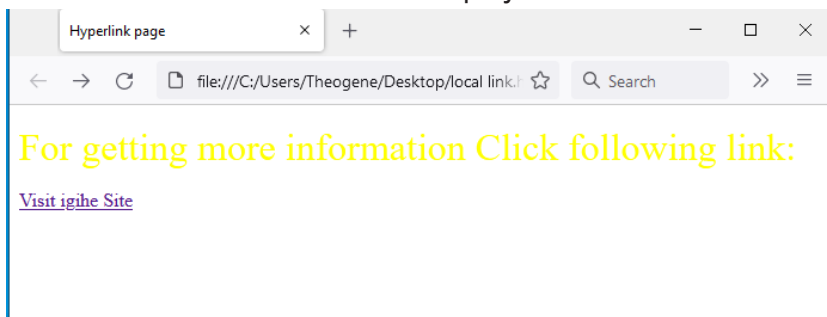 Hyperlink page
file:///C:/Users/Theogene/Desktop/local link.h
Search
For getting more information Click following link:
Visit igihe Site